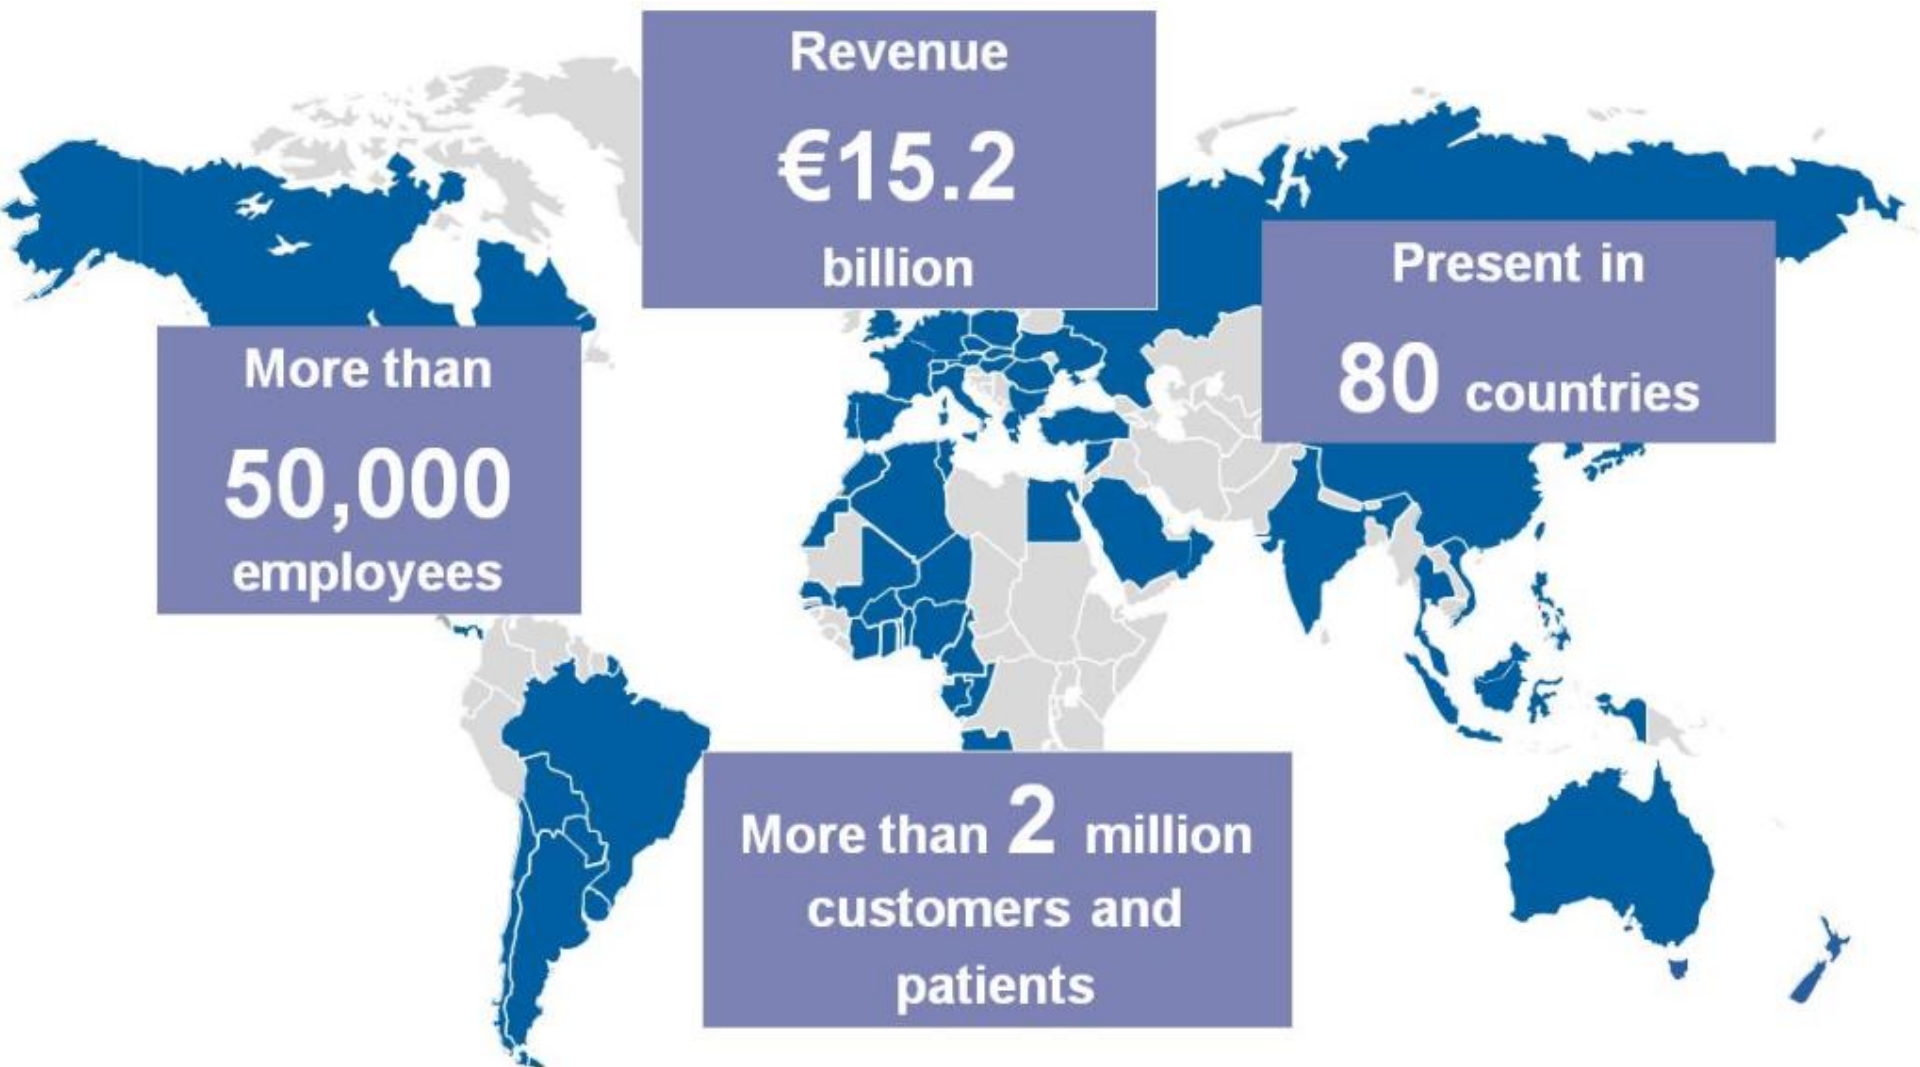 Revenue
€15.2
billion
Present in
80 countries
More than
50,000
employees
More than 2 million
customers and
patients